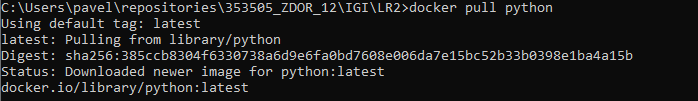 C:\Users\pavel\repositories\353505_ZDOR_12\IGI\LR2>docker pull python
Using default tag: latest
latest: Pulling from library/python
Digest: sha256:385ccb8304f6330738a6d9e6fa0bd7608e006da7e15bc52b33b0398e1ba4a15b
Status: Downloaded newer image for python:latest
docker.io/library/python:latest